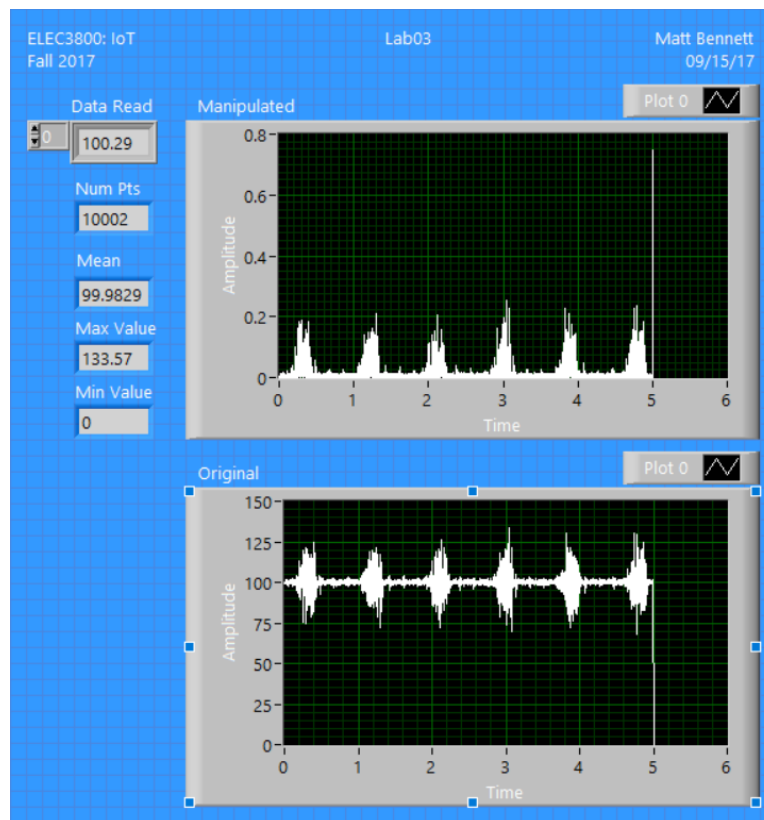 ELEC3800: IoT Lab03 Matt Bennett
Fall 2017 09/15/17
Plot 0
Data Read Manipulated
0 100.29
Num Pts
10002
Mean
99.9829
Max Value
133.57
Min Value
0
Amplitude
0.8
0.6
0.4
0.2
0
0 1 2 3 4 5 6
Time
Plot 0
Original
Amplitude
150
125
100
75
50
25
0
0 1 2 3 4 5 6
Time